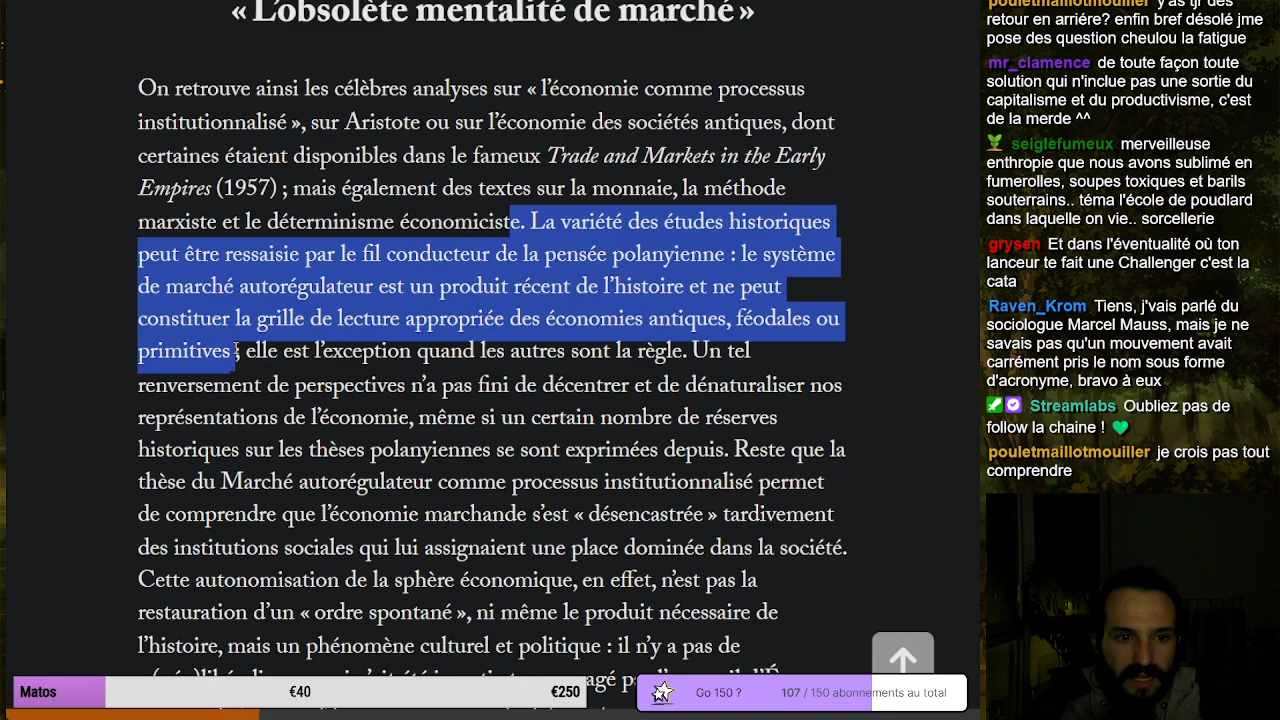 « L’obsolète mentalité de marché »
On retrouve ainsi les célèbres analyses sur « l’économie comme processus
institutionnalisé », sur Aristote ou sur l’économie des sociétés antiques, dont
certaines étaient disponibles dans le fameux Trade and Markets in the Early
Empires (1957) ; mais également des textes sur la monnaie, la méthode
marxiste et le déterminisme économiciste. La variété des études historiques
peut être ressaisie par le fil conducteur de la pensée polanyienne : le système
de marché autorégulateur est un produit récent de l’histoire et ne peut
constituer la grille de lecture appropriée des économies antiques, féodales ou
primitives ; elle est l’exception quand les autres sont la règle. Un tel
renversement de perspectives n’a pas fini de décentrer et de dénaturaliser nos
représentations de l’économie, même si un certain nombre de réserves
historiques sur les thèses polanyiennes se sont exprimées depuis. Reste que la
thèse du Marché autorégulateur comme processus institutionnalisé permet
de comprendre que l’économie marchande s’est « désencastrée » tardivement
des institutions sociales qui lui assignaient une place dominée dans la société.
Cette autonomisation de la sphère économique, en effet, n’est pas la
restauration d’un « ordre spontané », ni même le produit nécessaire de
l’histoire, mais un phénomène culturel et politique : il n’y a pas de
Matos
€40
€250
Go 150 ?
107 / 150 abonnements au total
pouletmaillotmouiller y'as tjr des
retour en arriére? enfin bref désolé jme
pose des question cheulou la fatigue
mr_clamence de toute façon toute
solution qui n'inclue pas une sortie du
capitalisme et du productivisme, c'est
de la merde ^^
seiglefumeux merveilleuse
enthropie que nous avons sublimé en
fumerolles, soupes toxiques et barils
souterrains.. téma l'école de poudlard
dans laquelle on vie.. sorcellerie
grysen Et dans l'éventualité où ton
lanceur te fait une Challenger c'est la
cata
Raven_Krom Tiens, j'vais parlé du
sociologue Marcel Mauss, mais je ne
savais pas qu'un mouvement avait
carrément pris le nom sous forme
d'acronyme, bravo à eux
Streamlabs Oubliez pas de
follow la chaine !
pouletmaillotmouiller je crois pas tout
comprendre